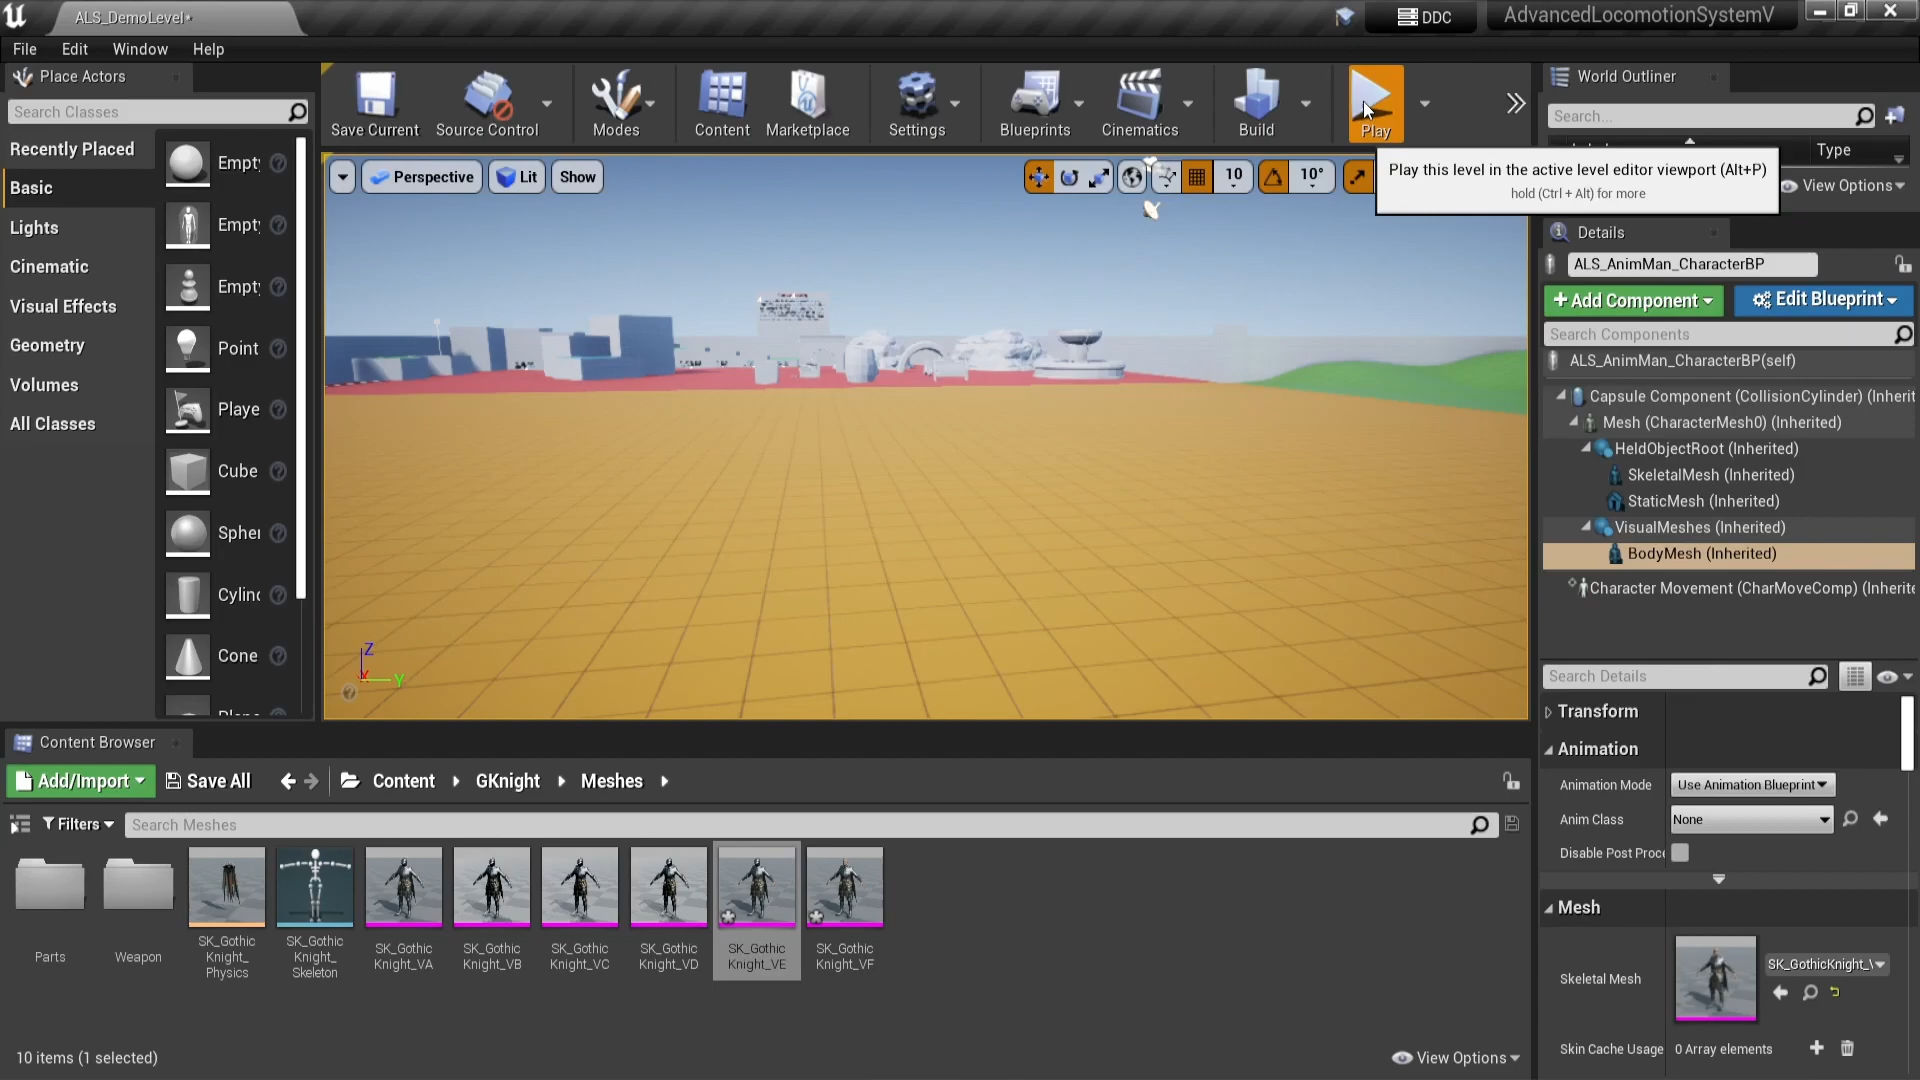 ALS_DemoLevel*
DDC
AdvancedLocomotionSystemV
File
Edit
Window
Help
Place Actors
Search Classes
Recently Placed
Basic
Lights
Cinematic
Visual Effects
Geometry
Volumes
All Classes
Empty
Empty
Empty
Point
Playe
Cube
Spher
Cylind
Cone
Save Current
Source Control
Modes
Content
Marketplace
Settings
Blueprints
Cinematics
Build
Play
Perspective
Lit
Show
10
10°
Play this level in the active level editor viewport (Alt+P)
hold (Ctrl + Alt) for more
Z
X
Y
World Outliner
Search...
Type
View Options
Details
ALS_AnimMan_CharacterBP
+Add Component
Edit Blueprint
Search Components
ALS_AnimMan_CharacterBP(self)
Capsule Component (CollisionCylinder) (Inherit
Mesh (CharacterMesh0) (Inherited)
HeldObjectRoot (Inherited)
SkeletalMesh (Inherited)
StaticMesh (Inherited)
VisualMeshes (Inherited)
BodyMesh (Inherited)
Character Movement (CharMoveComp) (Inherite
Search Details
Transform
Animation
Animation Mode
Use Animation Blueprint
Anim Class
None
Disable Post Proce
Mesh
Skeletal Mesh
SK_GothicKnight_V
Skin Cache Usage
0 Array elements
Content Browser
Add/Import
Save All
Content
GKnight
Meshes
Filters
Search Meshes
Parts
Weapon
SK_Gothic
Knight_
Physics
SK_Gothic
Knight_
Skeleton
SK_Gothic
Knight_VA
SK_Gothic
Knight_VB
SK_Gothic
Knight_VC
SK_Gothic
Knight_VD
SK_Gothic
Knight_VE
SK_Gothic
Knight_VF
10 items (1 selected)
View Options